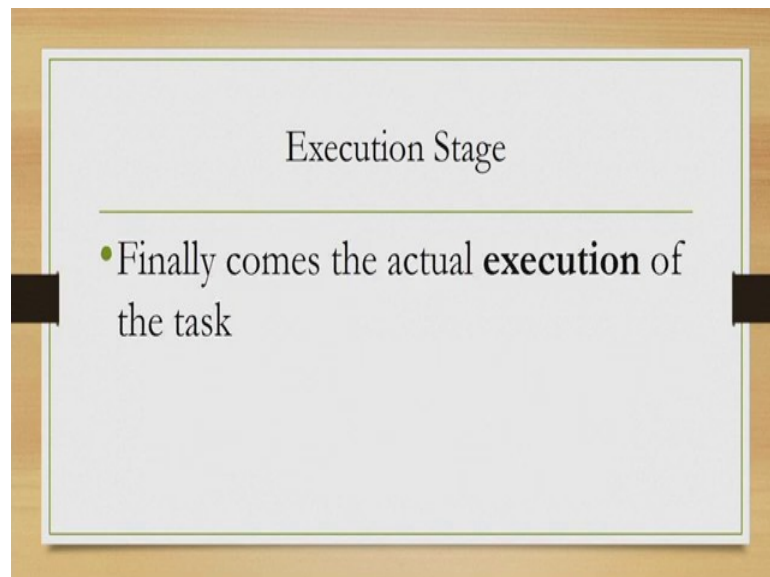 Execution Stage
•Finally comes the actual execution of
the task